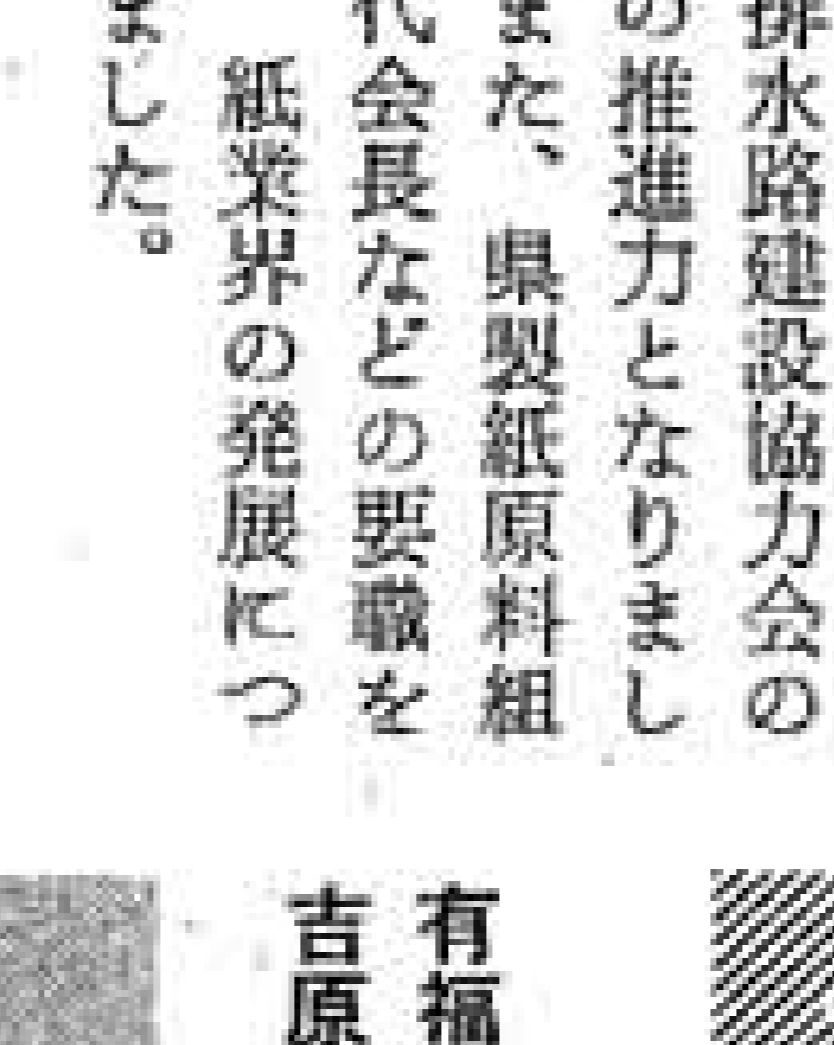 排水路建設協力会の
の推進力となりまし
また、県製紙原料組
代会長などの要職を
紙業界の発展につ
ました。
有福
吉原